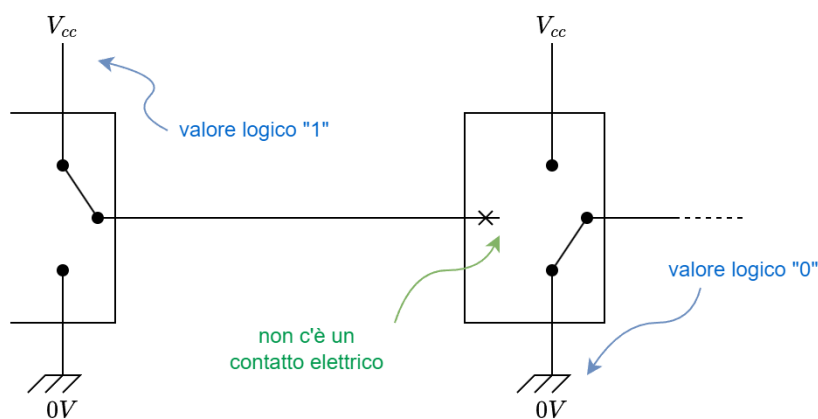 Vcc
Vcc
valore logico "1"
valore logico "0"
non c'è un
contatto elettrico
0V
0V